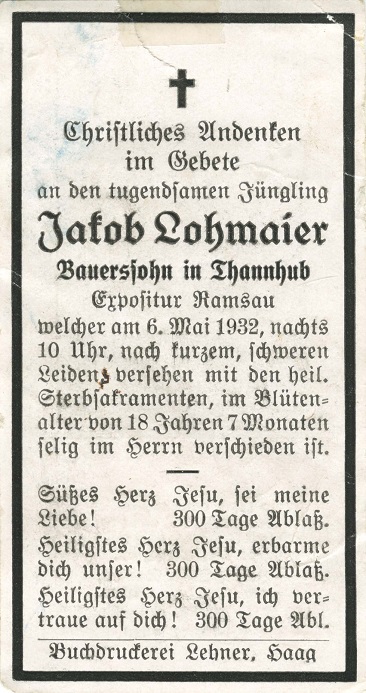 Christliches Andenken
im Gebete
an den tugendsamen Jüngling
Jakob Lohmaier
Bauerssohn in Thannhub
Expositur Ramsau
welcher am 6. Mai 1932, nachts
10 Uhr, nach kurzem, schweren
Leiden, versehen mit den heil.
Sterbsakramenten, im Blüten-
alter von 18 Jahren 7 Monaten
selig im Herrn verschieden ist.
Süßes Herz Jesu, sei meine
Liebe! 300 Tage Ablaß.
Heiligstes Herz Jesu, erbarme
dich unser! 300 Tage Ablaß.
Heiligstes Herz Jesu, ich ver-
traue auf dich! 300 Tage Abl.
Buchdruckerei Lehner, Haag